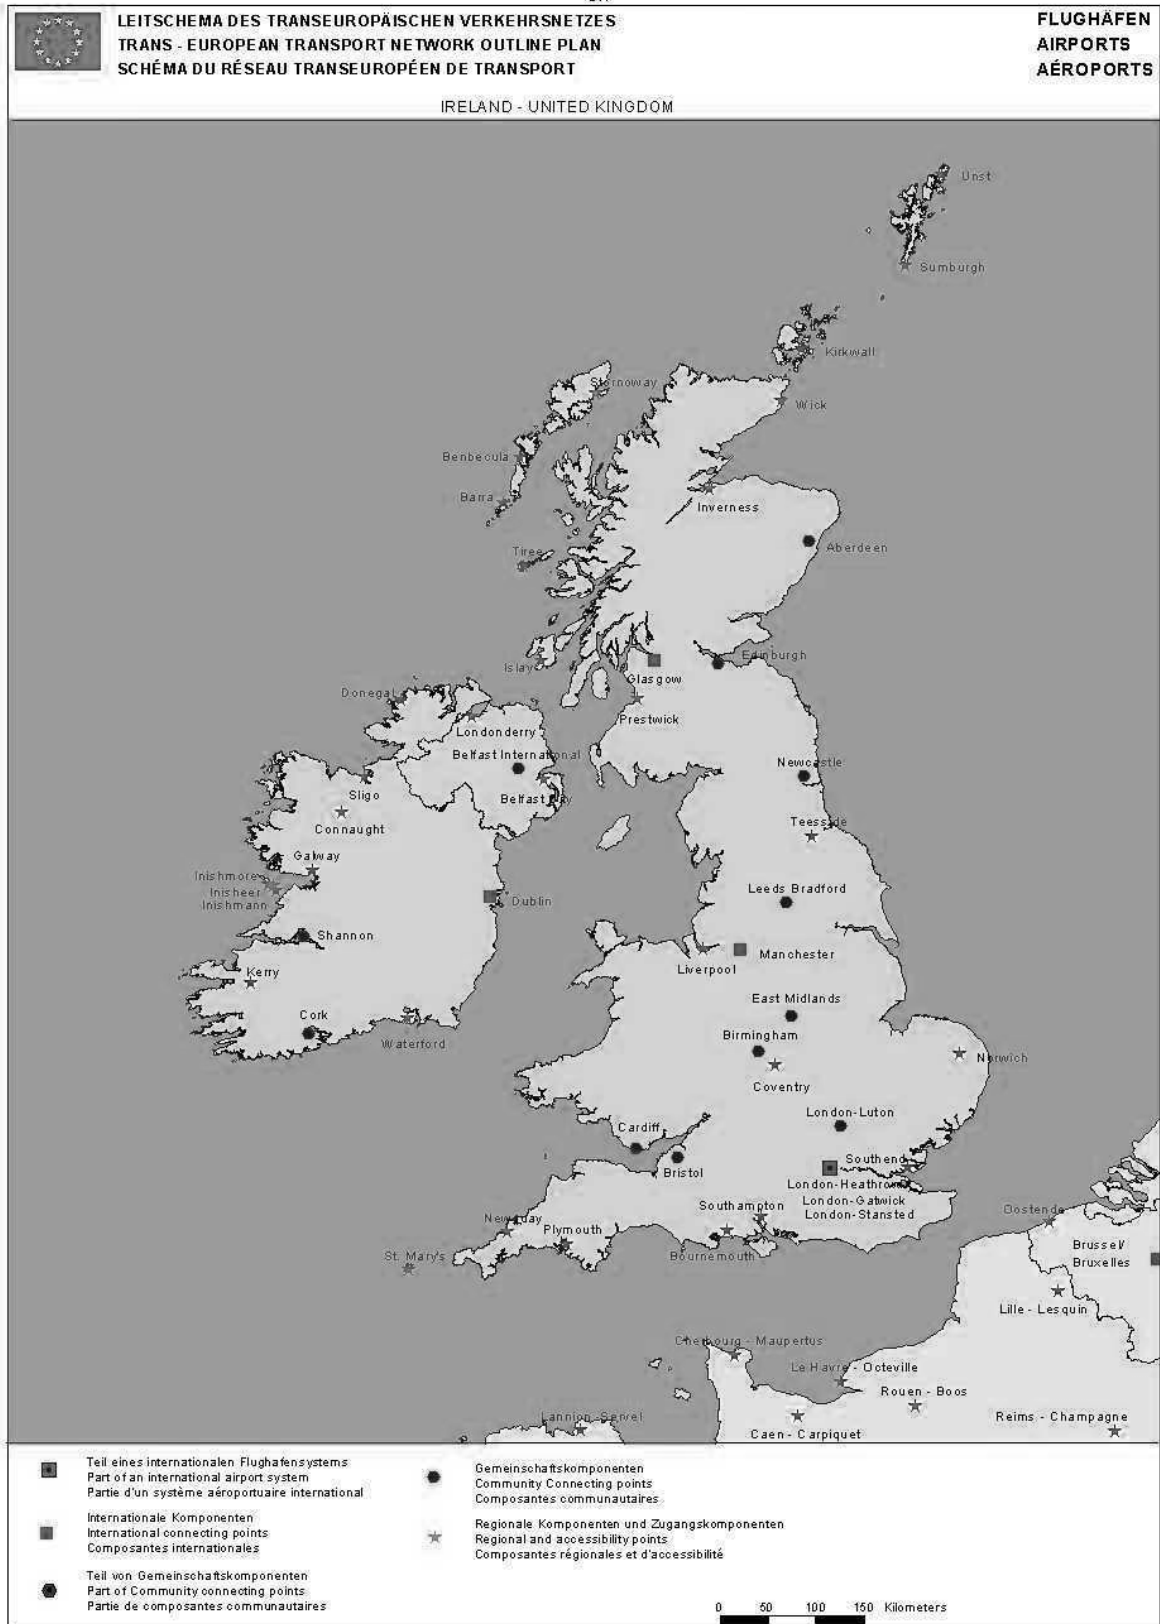 LEITSCHEMA DES TRANSEUROPÄISCHEN VERKEHRSNETZES
TRANS - EUROPEAN TRANSPORT NETWORK OUTLINE PLAN
SCHÉMA DU RÉSEAU TRANSEUROPÉEN DE TRANSPORT
FLUGHÄFEN
AIRPORTS
AÉROPORTS
IRELAND - UNITED KINGDOM
Unst
Sumburgh
Kirkwall
Stornoway
Wick
Benbecula
Barra
Inverness
Aberdeen
Tiree
Edinburgh
Islay
Glasgow
Donegal
Prestwick
Londonderry
Belfast International
Newcastle
Sligo
Belfast City
Teesside
Connaught
Galway
Inishmore
Inisheer
Inishmann
Leeds Bradford
Dublin
Shannon
Manchester
Liverpool
Kerry
East Midlands
Cork
Birmingham
Waterford
Norwich
Coventry
London-Luton
Cardiff
Southend
Bristol
London-Heathrow
London-Gatwick
London-Stansted
Southampton
Newquay
Plymouth
Bournemouth
St. Mary's
Oostende
Brussel/
Bruxelles
Lille - Lesquin
Cherbourg - Maupertus
Le Havre - Octeville
Rouen - Boos
Lannion - Servel
Caen - Carpiquet
Reims - Champagne
Teil eines internationalen Flughafensystems
Part of an international airport system
Partie d'un système aéroportuaire international
Internationale Komponenten
International connecting points
Composantes internationales
Teil von Gemeinschaftskomponenten
Part of Community connecting points
Partie de composantes communautaires
Gemeinschaftskomponenten
Community Connecting points
Composantes communautaires
Regionale Komponenten und Zugangskomponenten
Regional and accessibility points
Composantes régionales et d'accessibilité
0 50 100 150 Kilometers